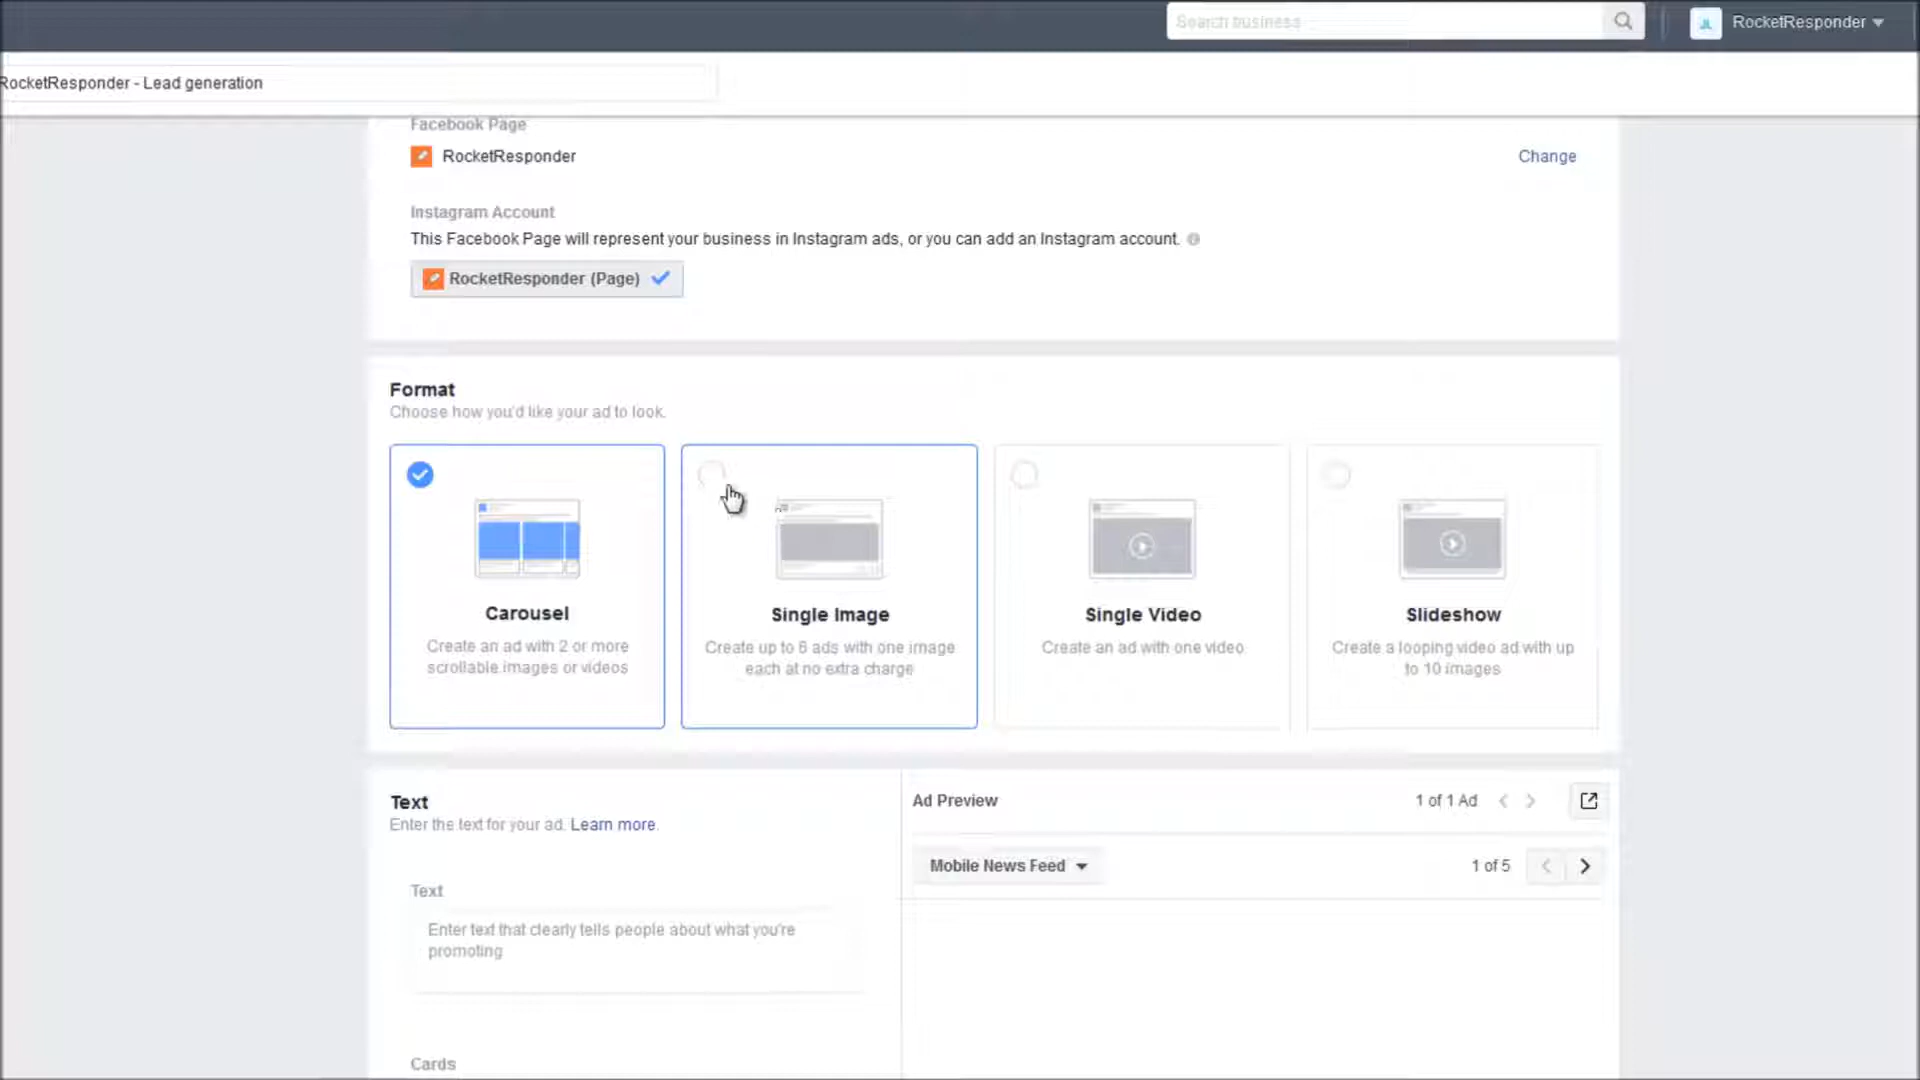 Search business
RocketResponder
RocketResponder - Lead generation
Facebook Page
RocketResponder
Change
Instagram Account
This Facebook Page will represent your business in Instagram ads, or you can add an Instagram account.
RocketResponder (Page)
Format
Choose how you'd like your ad to look.
Carousel
Create an ad with 2 or more
scrollable images or videos
Single Image
Create up to 6 ads with one image
each at no extra charge
Single Video
Create an ad with one video
Slideshow
Create a looping video ad with up
to 10 images
Text
Enter the text for your ad. Learn more.
Text
Enter text that clearly tells people about what you're
promoting
Cards
Ad Preview
1 of 1 Ad
Mobile News Feed
1 of 5